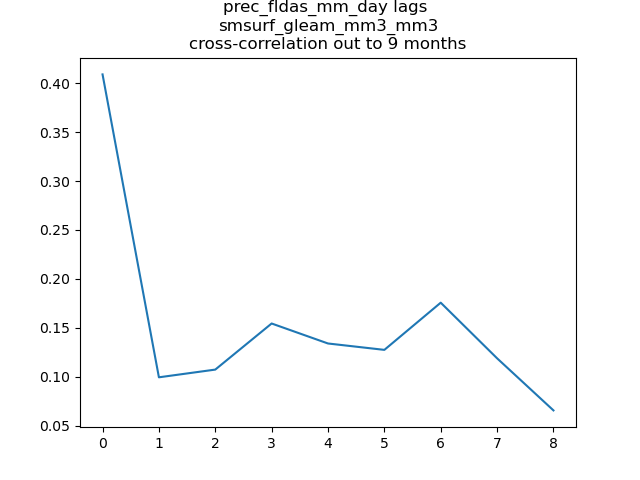 prec_fldas_mm_day lags
smsurf_gleam_mm3_mm3
cross-correlation out to 9 months
0.40
0.35
0.30
0.25
0.20
0.15
0.10
0.05
0 1 2 3 4 5 6 7 8